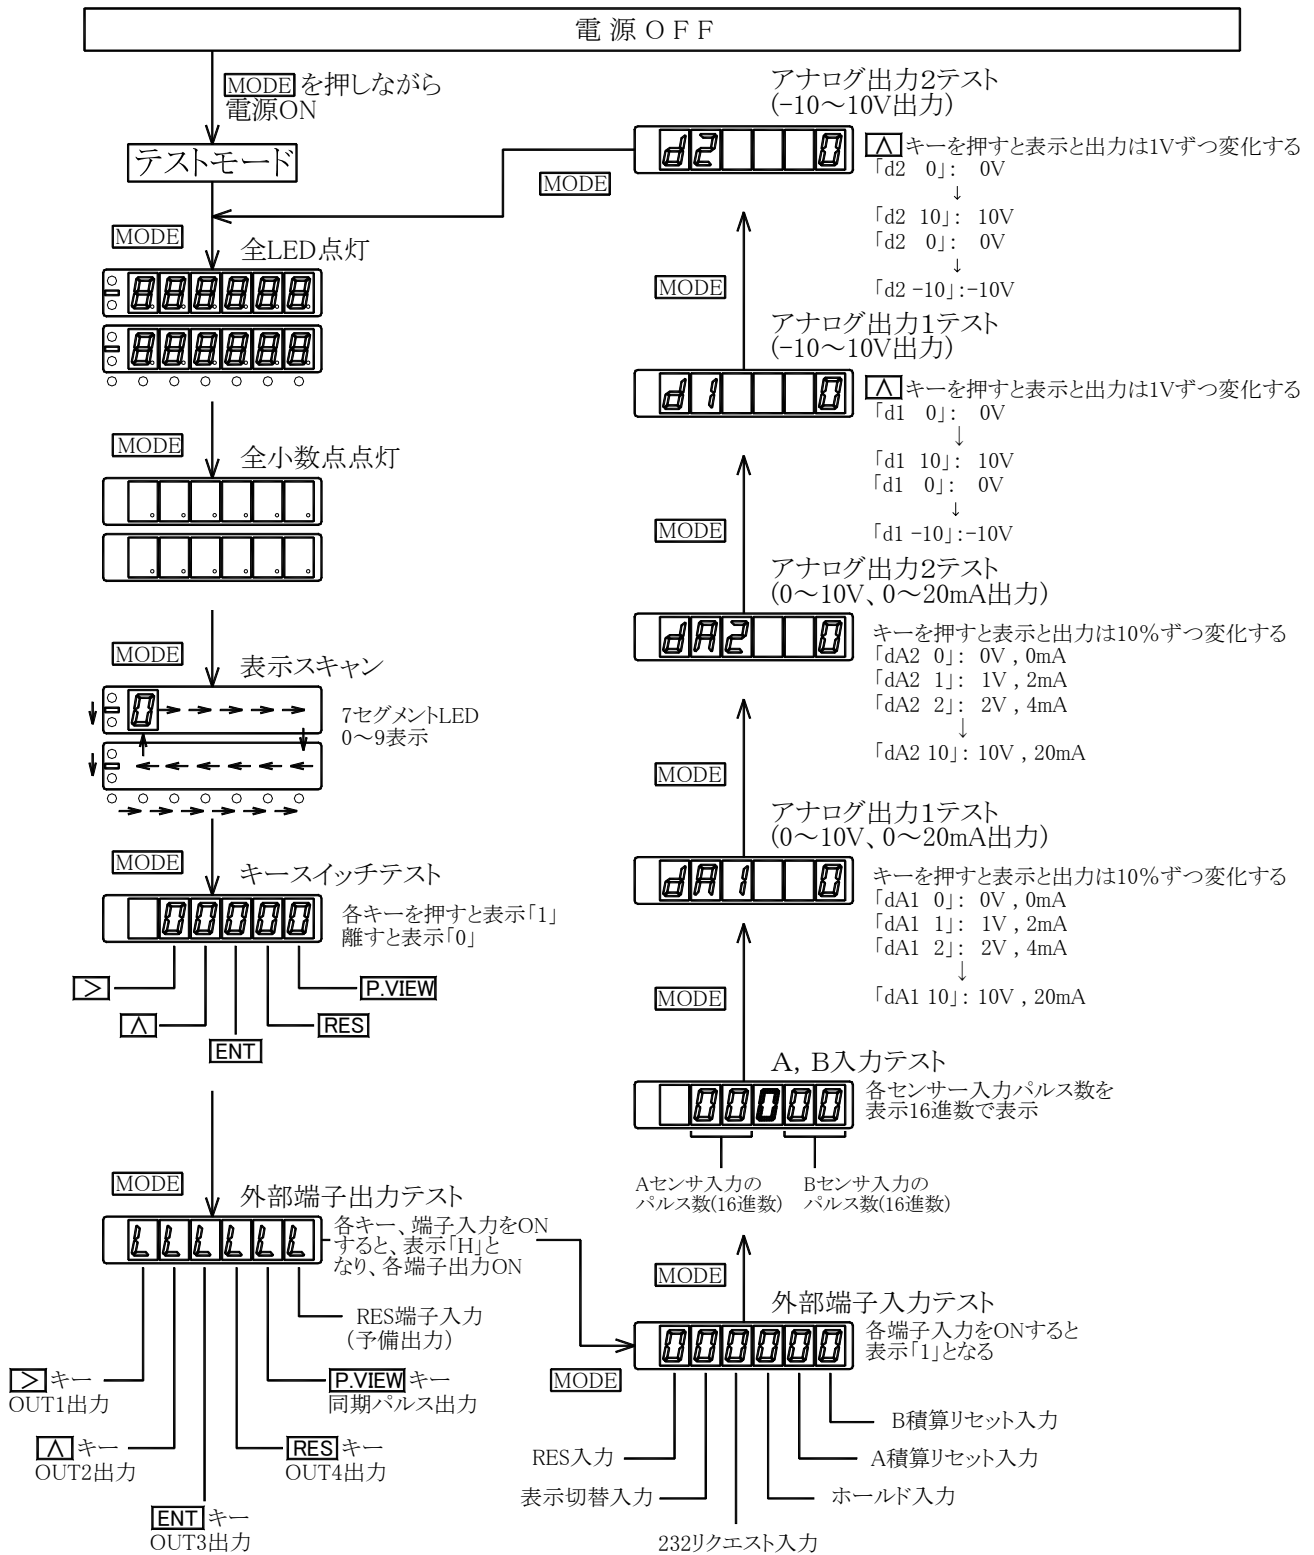 電源OFF
MODE を押しながら
電源ON
テストモード
MODE
全LED点灯
8.8.8.8.8.8.
8.8.8.8.8.8.
MODE
全小数点点灯
MODE
表示スキャン
0
7セグメントLED
0～9表示
MODE
キースイッチテスト
00000
各キーを押すと表示「1」
離すと表示「0」
＞
∧
ENT
RES
P.VIEW
MODE
外部端子出力テスト
LLLLLL
各キー、端子入力をON
すると、表示「H」と
なり、各端子出力ON
RES端子入力
(予備出力)
＞キー
OUT1出力
∧キー
OUT2出力
ENTキー
OUT3出力
P.VIEWキー
同期パルス出力
RESキー
OUT4出力
MODE
外部端子入力テスト
000000
各端子入力をONすると
表示「1」となる
RES入力
表示切替入力
232リクエスト入力
B積算リセット入力
A積算リセット入力
ホールド入力
MODE
A, B入力テスト
00000
各センサー入力パルス数を
表示16進数で表示
Aセンサ入力の
パルス数(16進数)
Bセンサ入力の
パルス数(16進数)
MODE
アナログ出力1テスト
(0～10V、0～20mA出力)
dA1 0
キーを押すと表示と出力は10％ずつ変化する
「dA1 0」: 0V , 0mA
「dA1 1」: 1V , 2mA
「dA1 2」: 2V , 4mA
↓
「dA1 10」: 10V , 20mA
MODE
アナログ出力2テスト
(0～10V、0～20mA出力)
dA2 0
キーを押すと表示と出力は10％ずつ変化する
「dA2 0」: 0V , 0mA
「dA2 1」: 1V , 2mA
「dA2 2」: 2V , 4mA
↓
「dA2 10」: 10V , 20mA
MODE
アナログ出力1テスト
(-10～10V出力)
d1 0
∧キーを押すと表示と出力は1Vずつ変化する
「d1 0」: 0V
↓
「d1 10」: 10V
「d1 0」: 0V
↓
「d1 -10」:-10V
MODE
アナログ出力2テスト
(-10～10V出力)
d2 0
∧キーを押すと表示と出力は1Vずつ変化する
「d2 0」: 0V
↓
「d2 10」: 10V
「d2 0」: 0V
↓
「d2 -10」:-10V
MODE